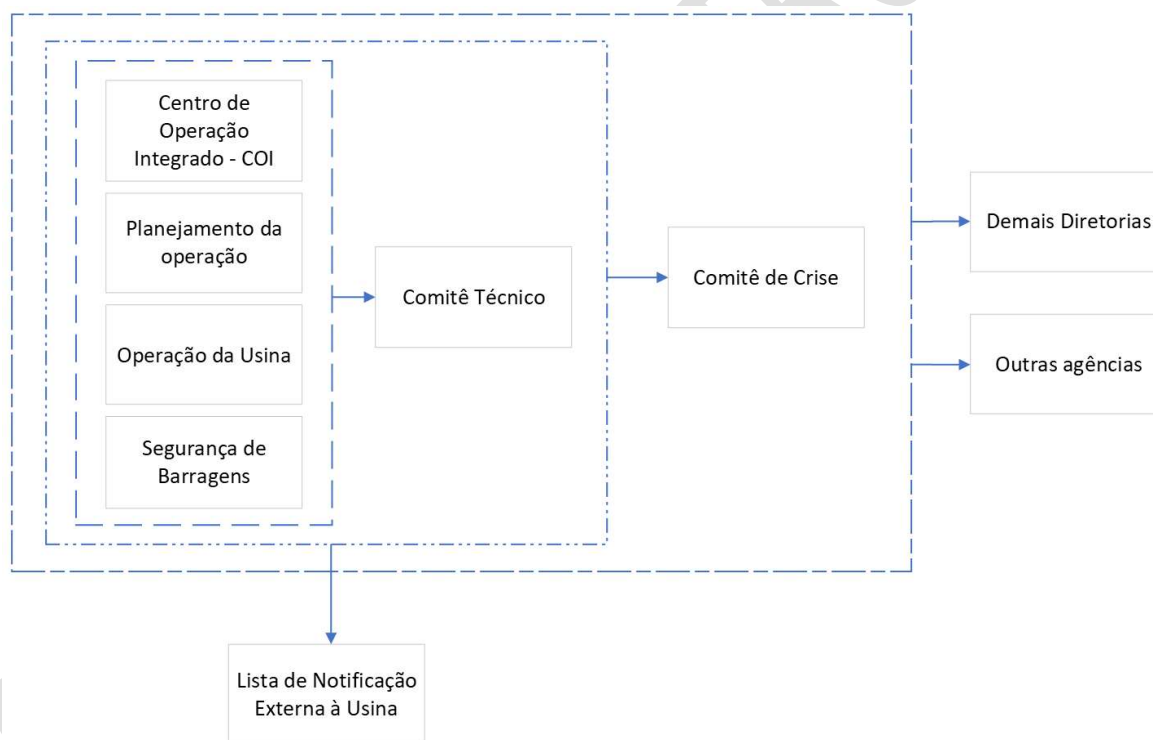 Centro de
Operação
Integrado - COI
Planejamento da
operação
Operação da Usina
Segurança de
Barragens
Comitê Técnico
Comitê de Crise
Demais Diretorias
Outras agências
Lista de Notificação
Externa à Usina